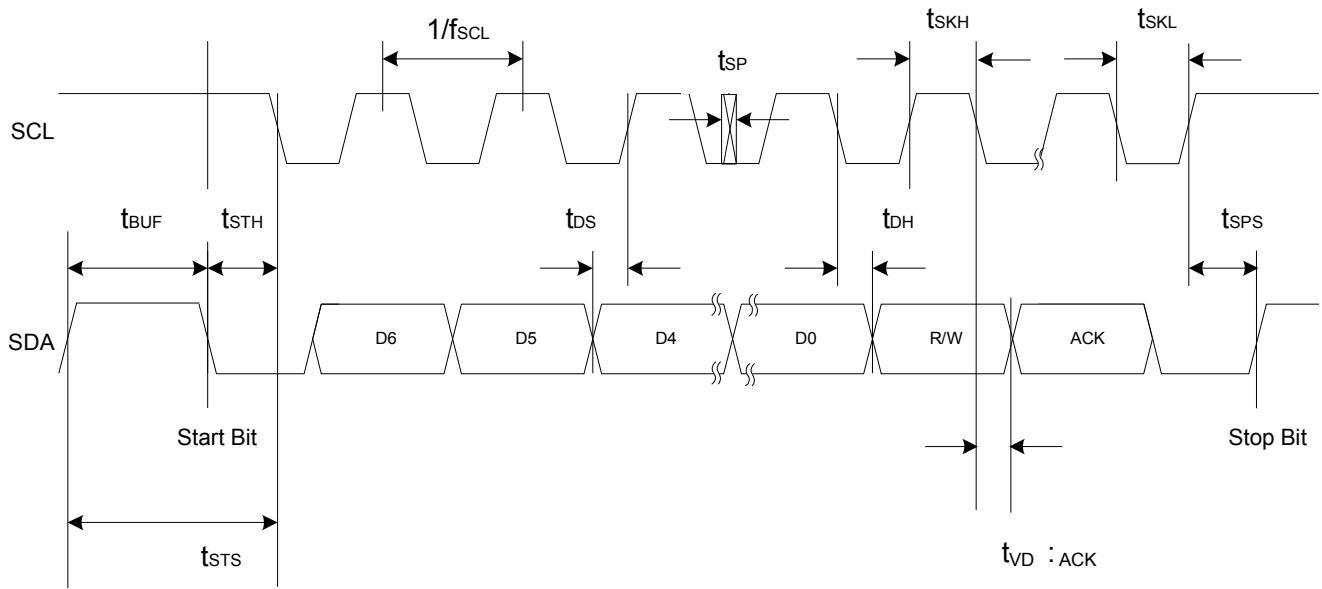 1/fSCL
tSKH
tSKL
tSP
SCL
tBUF
tSTH
tDS
tDH
tSPS
SDA
D6
D5
D4
D0
R/W
ACK
Start Bit
Stop Bit
tSTS
tVD :ACK